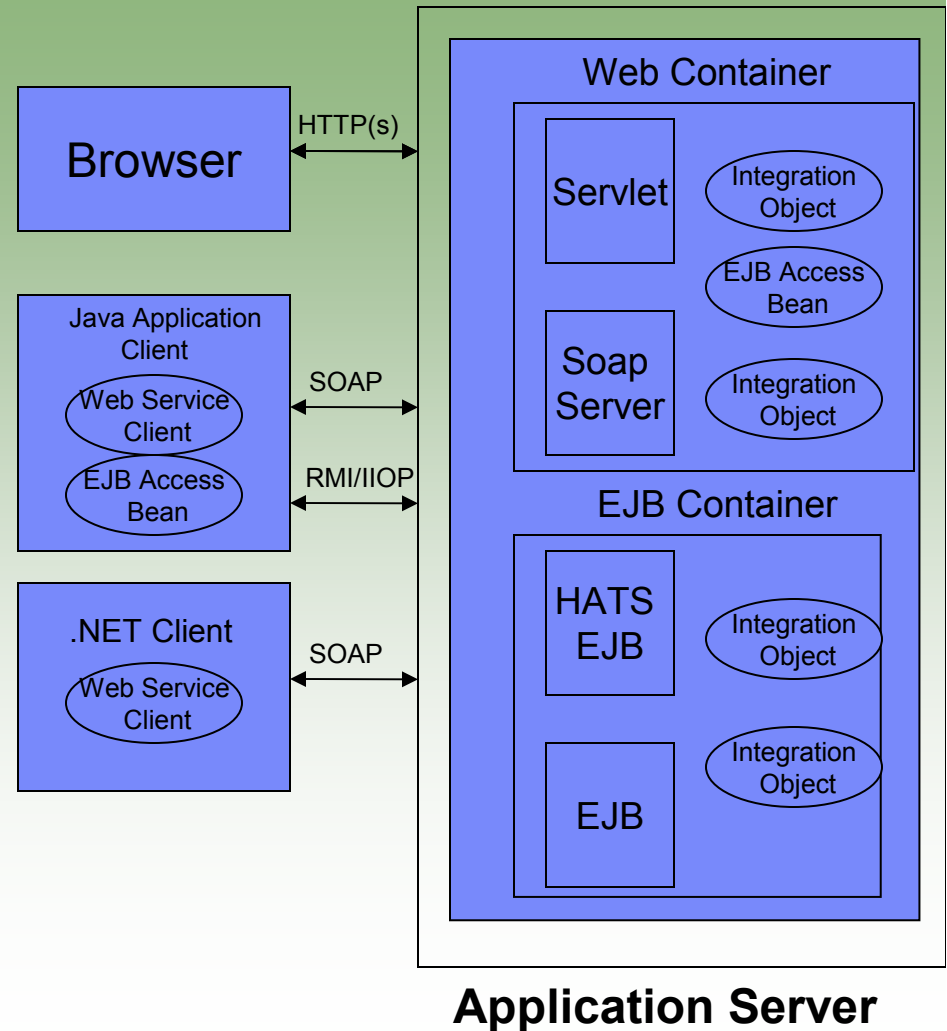 Browser
HTTP(s)
Java Application
Client
Web Service
Client
EJB Access
Bean
SOAP
RMI/IIOP
.NET Client
Web Service
Client
SOAP
Web Container
Servlet
Integration
Object
EJB Access
Bean
Soap
Server
Integration
Object
EJB Container
HATS
EJB
Integration
Object
EJB
Integration
Object
Application Server